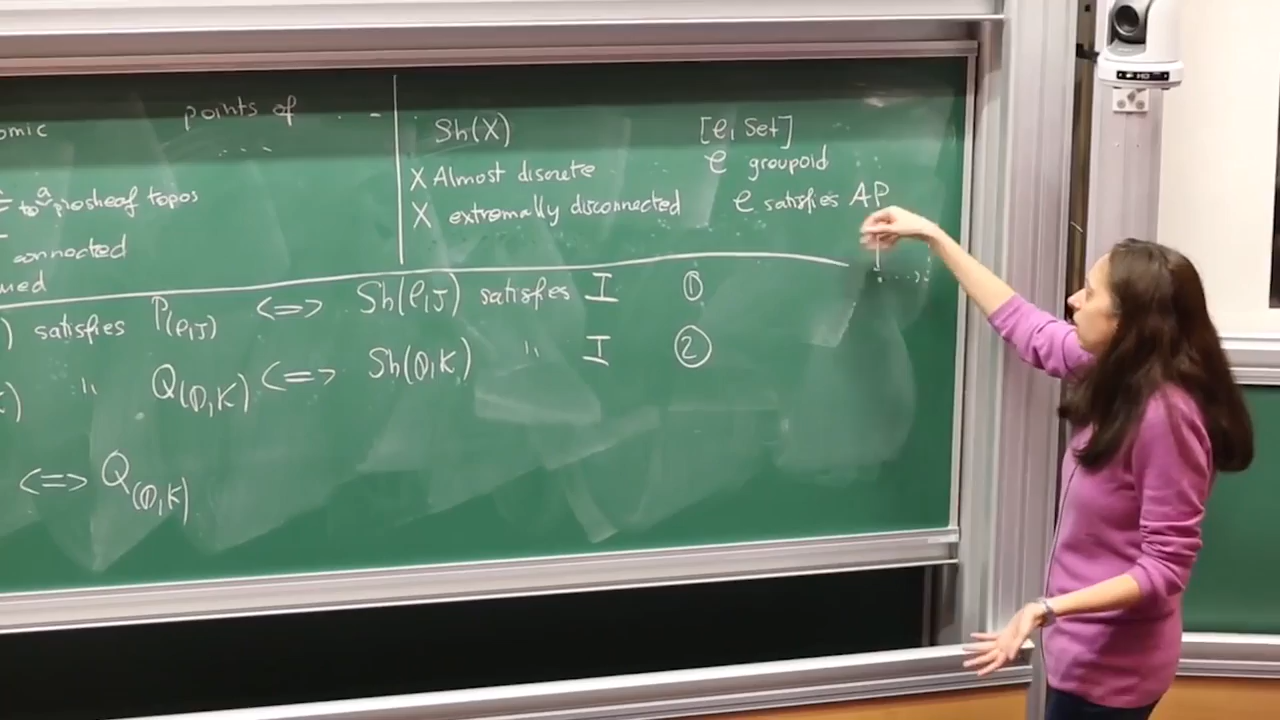 points of . - 
....
omic
to a presheaf topos
connected
med
Sh(X) [C, Set]
X Almost discrete C groupoid
X extremally disconnected C satisfies AP
) satisfies P(C,J) <=> Sh(C,J) satisfies I ①
) " Q(D,K) <=> Sh(D,K) " I ②
<=> Q(D,K)